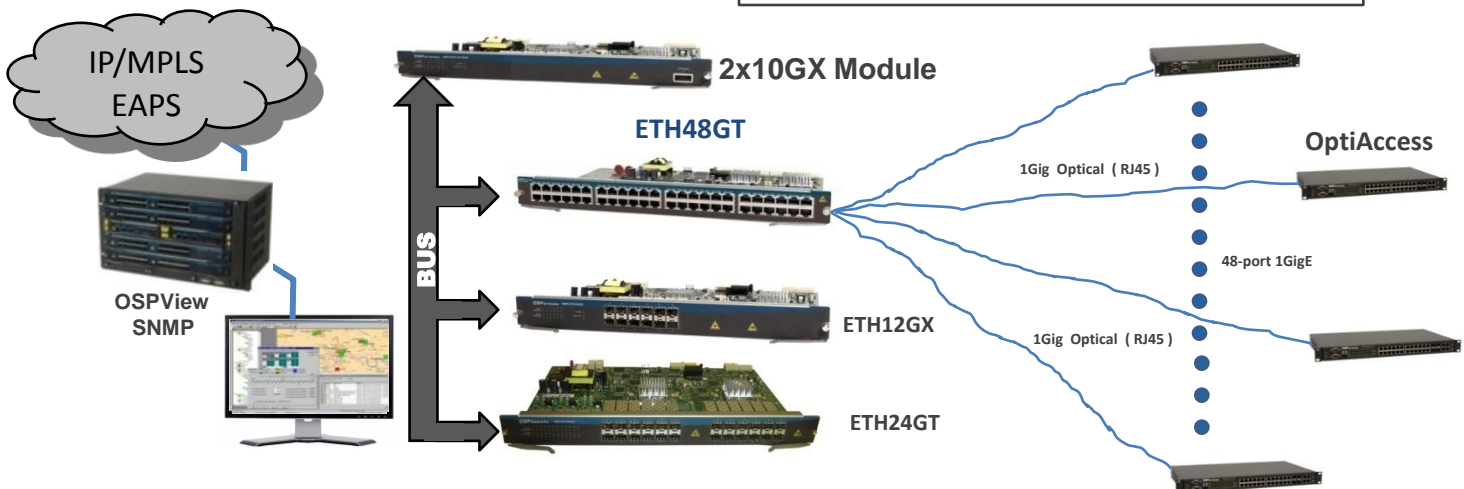 IP/MPLS
EAPS
2x10GX Module
ETH48GT
OptiAccess
1Gig Optical ( RJ45 )
BUS
48-port 1GigE
OSPView
SNMP
ETH12GX
1Gig Optical ( RJ45 )
ETH24GT